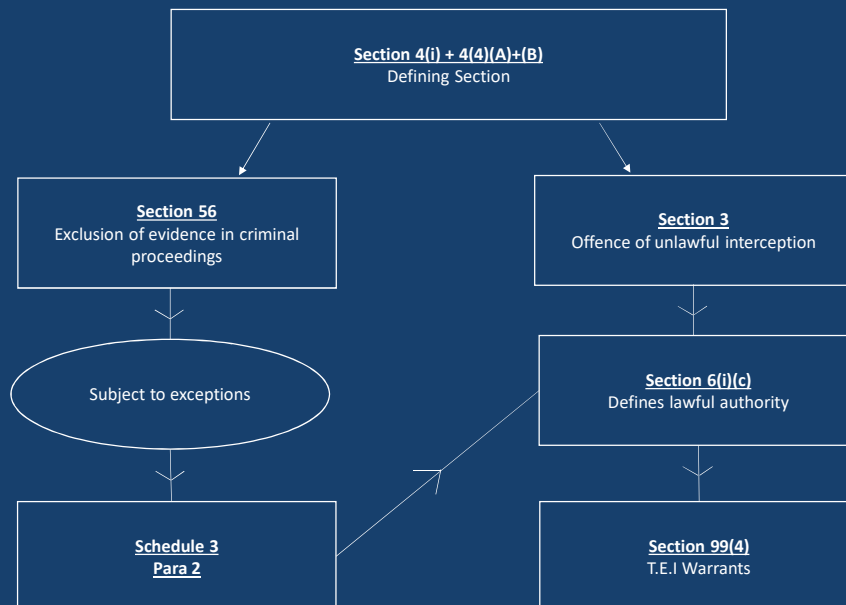 Section 4(i) + 4(4)(A)+(B)
Defining Section
Section 56
Exclusion of evidence in criminal
proceedings
Section 3
Offence of unlawful interception
Subject to exceptions
Section 6(i)(c)
Defines lawful authority
Schedule 3
Para 2
Section 99(4)
T.E.I Warrants